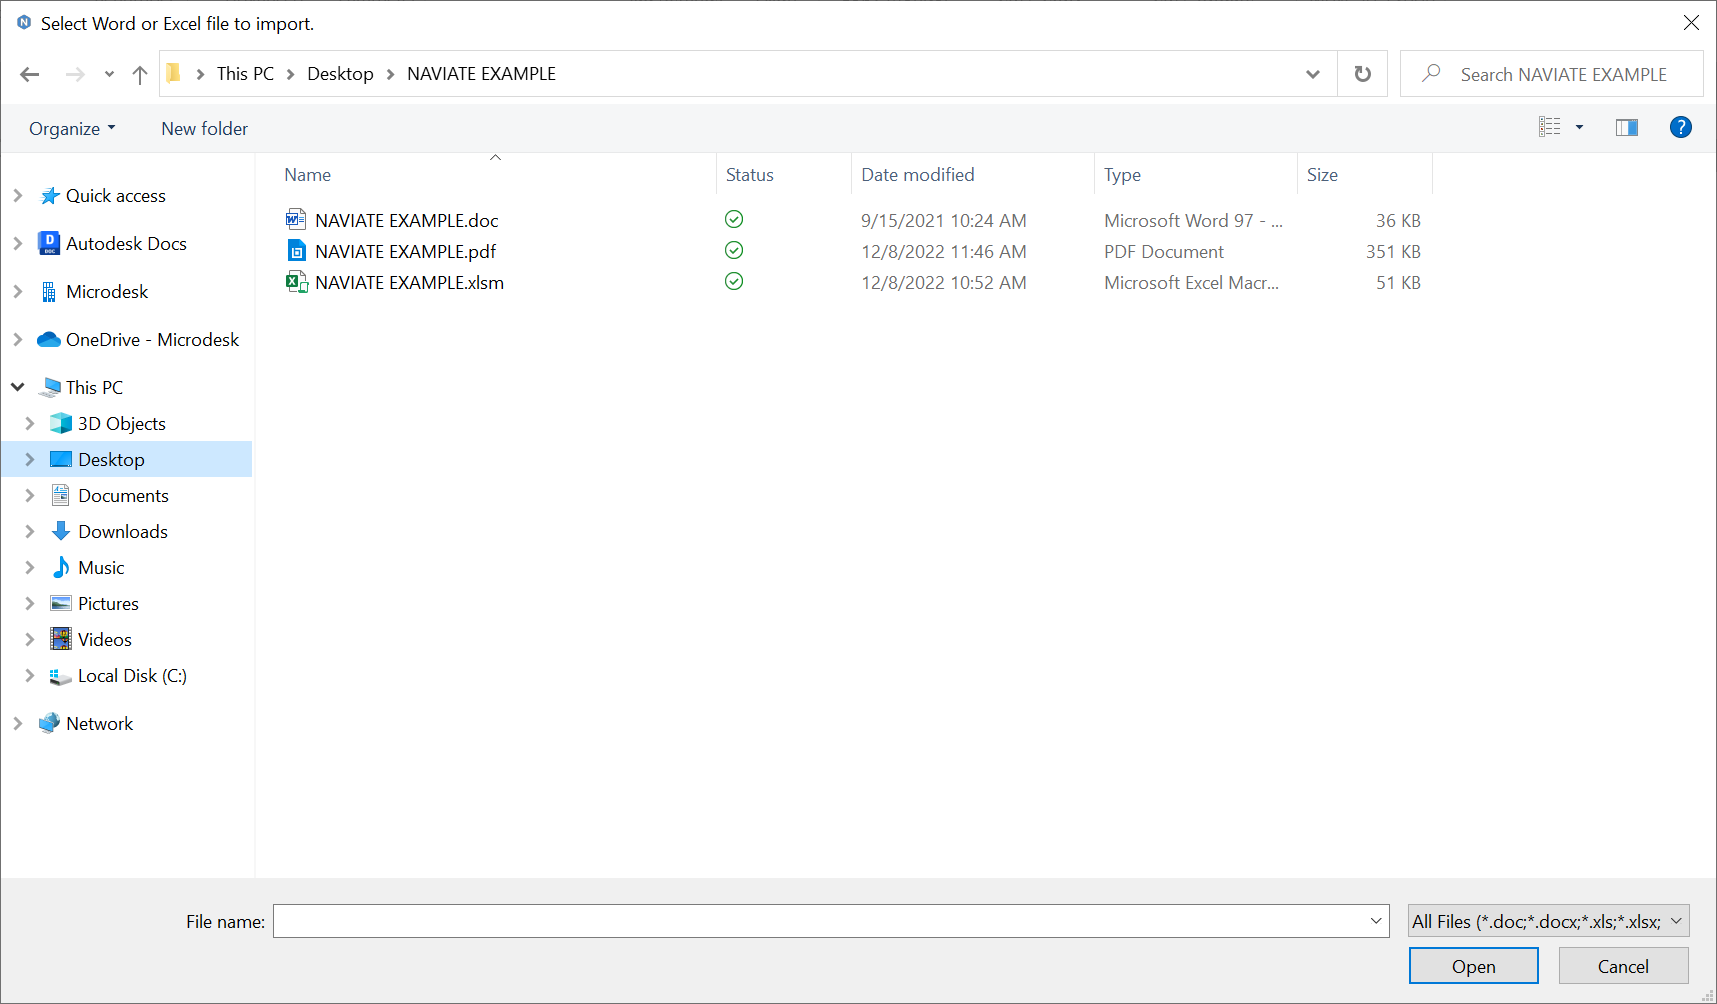 Select Word or Excel file to import.
This PC > Desktop > NAVIATE EXAMPLE
Search NAVIATE EXAMPLE
Organize
New folder
?
Name Status Date modified Type Size
NAVIATE EXAMPLE.doc 9/15/2021 10:24 AM Microsoft Word 97 - ... 36 KB
NAVIATE EXAMPLE.pdf 12/8/2022 11:46 AM PDF Document 351 KB
NAVIATE EXAMPLE.xlsm 12/8/2022 10:52 AM Microsoft Excel Macr... 51 KB
Quick access
Autodesk Docs
Microdesk
OneDrive - Microdesk
This PC
3D Objects
Desktop
Documents
Downloads
Music
Pictures
Videos
Local Disk (C:)
Network
File name:
All Files (*.doc;*.docx;*.xls;*.xlsx;
Open
Cancel